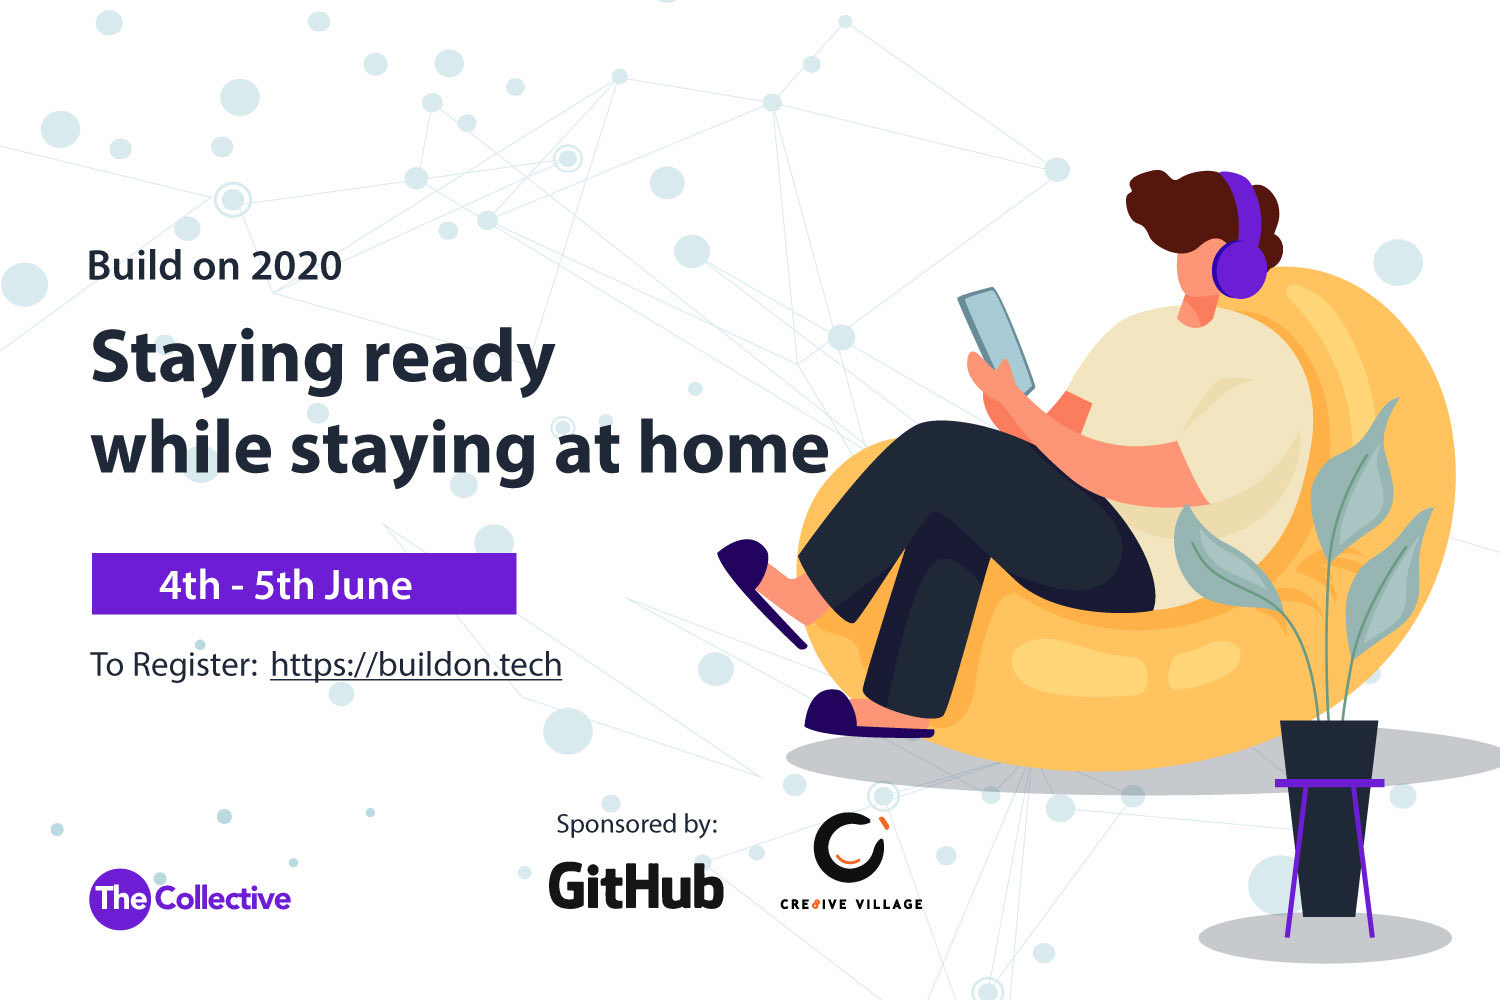 Build on 2020
Staying ready
while staying at home
4th - 5th June
To Register: https://buildon.tech
Sponsored by:
The Collective
GitHub
CRE8IVE VILLAGE